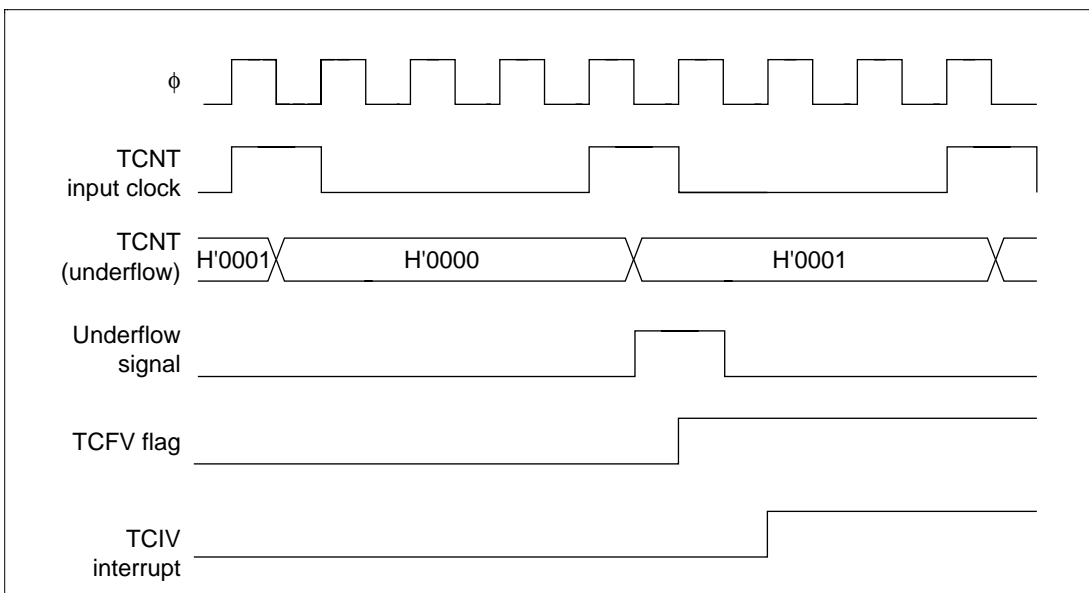 ϕ
TCNT
input clock
TCNT
(underflow)
H'0001
H'0000
H'0001
Underflow
signal
TCFV flag
TCIV
interrupt